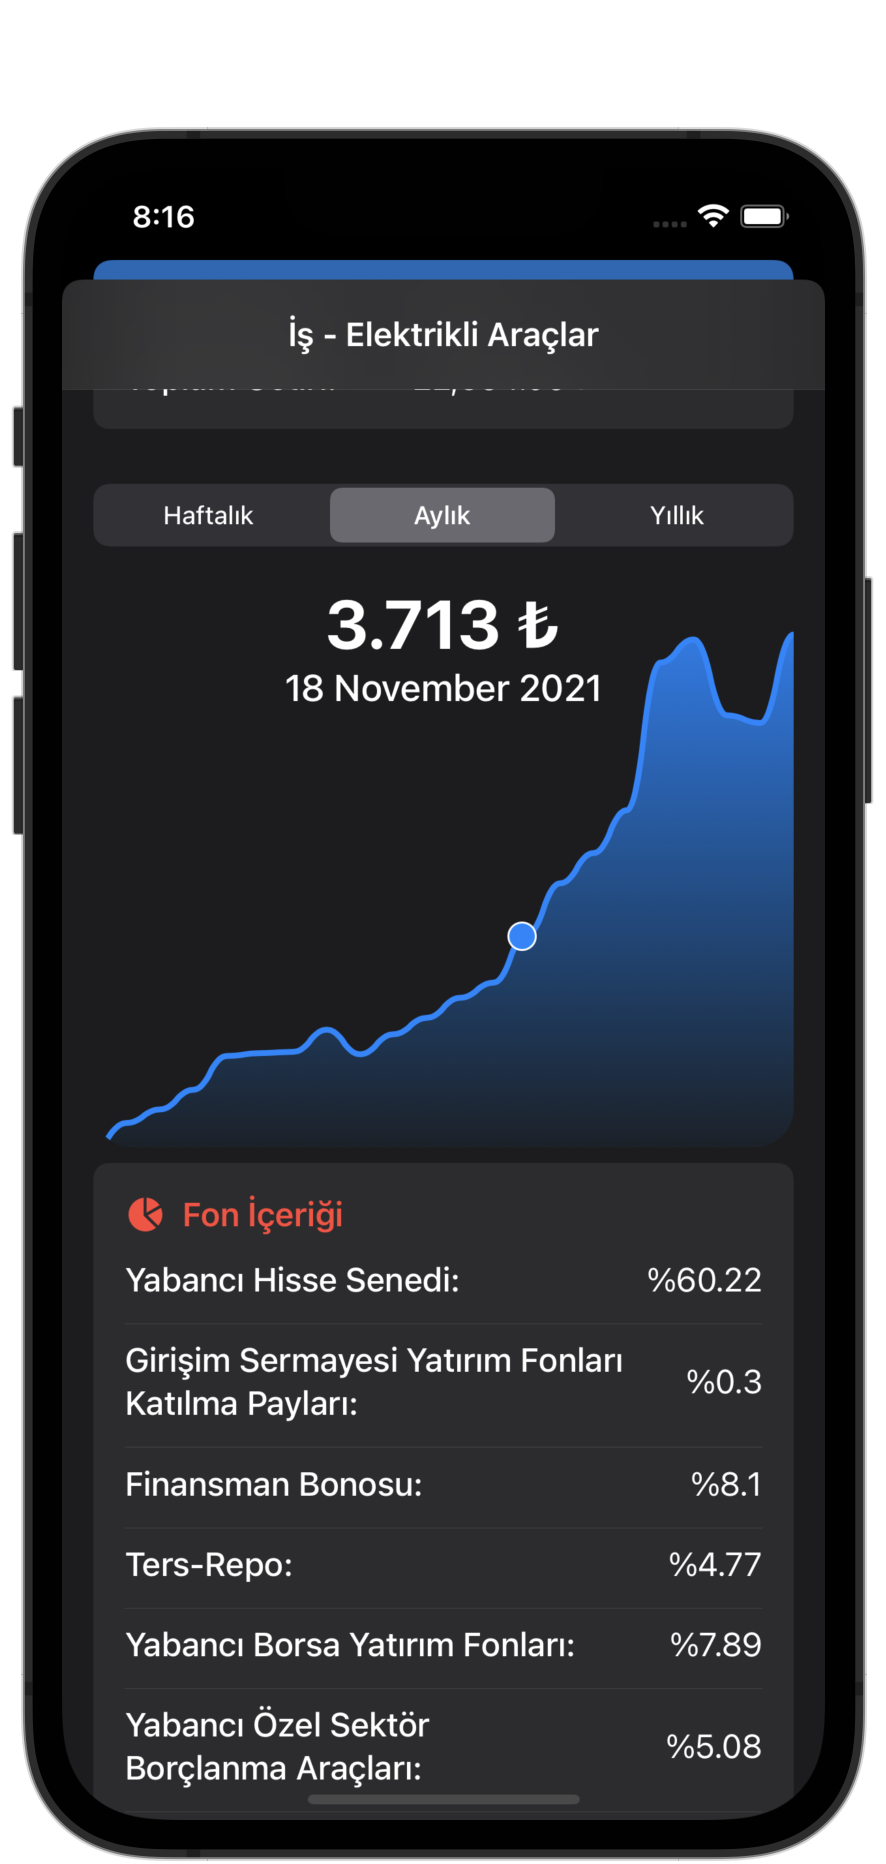 8:16
İş - Elektrikli Araçlar
Haftalık
Aylık
Yıllık
3.713 ₺
18 November 2021
Fon İçeriği
Yabancı Hisse Senedi: %60.22
Girişim Sermayesi Yatırım Fonları
Katılma Payları: %0.3
Finansman Bonosu: %8.1
Ters-Repo: %4.77
Yabancı Borsa Yatırım Fonları: %7.89
Yabancı Özel Sektör
Borçlanma Araçları: %5.08